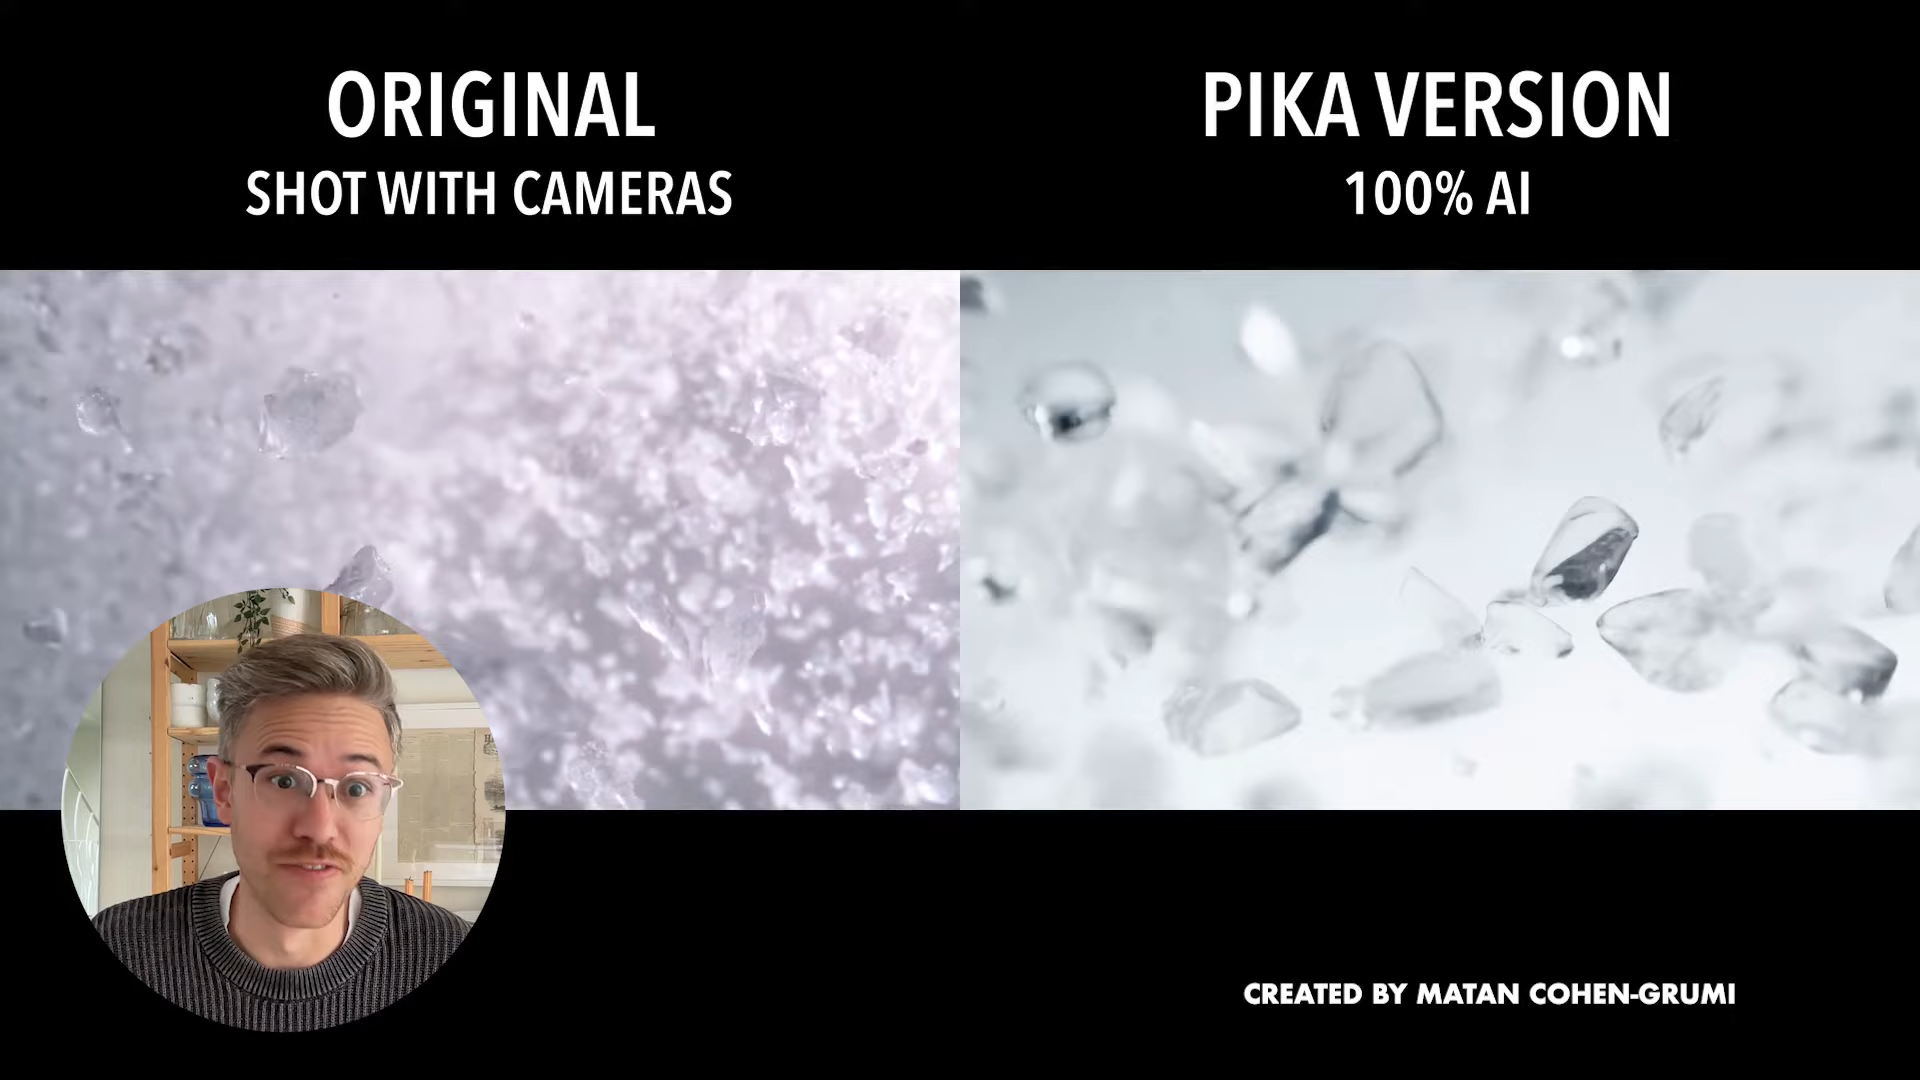 ORIGINAL
SHOT WITH CAMERAS
PIKA VERSION
100% AI
CREATED BY MATAN COHEN-GRUMI